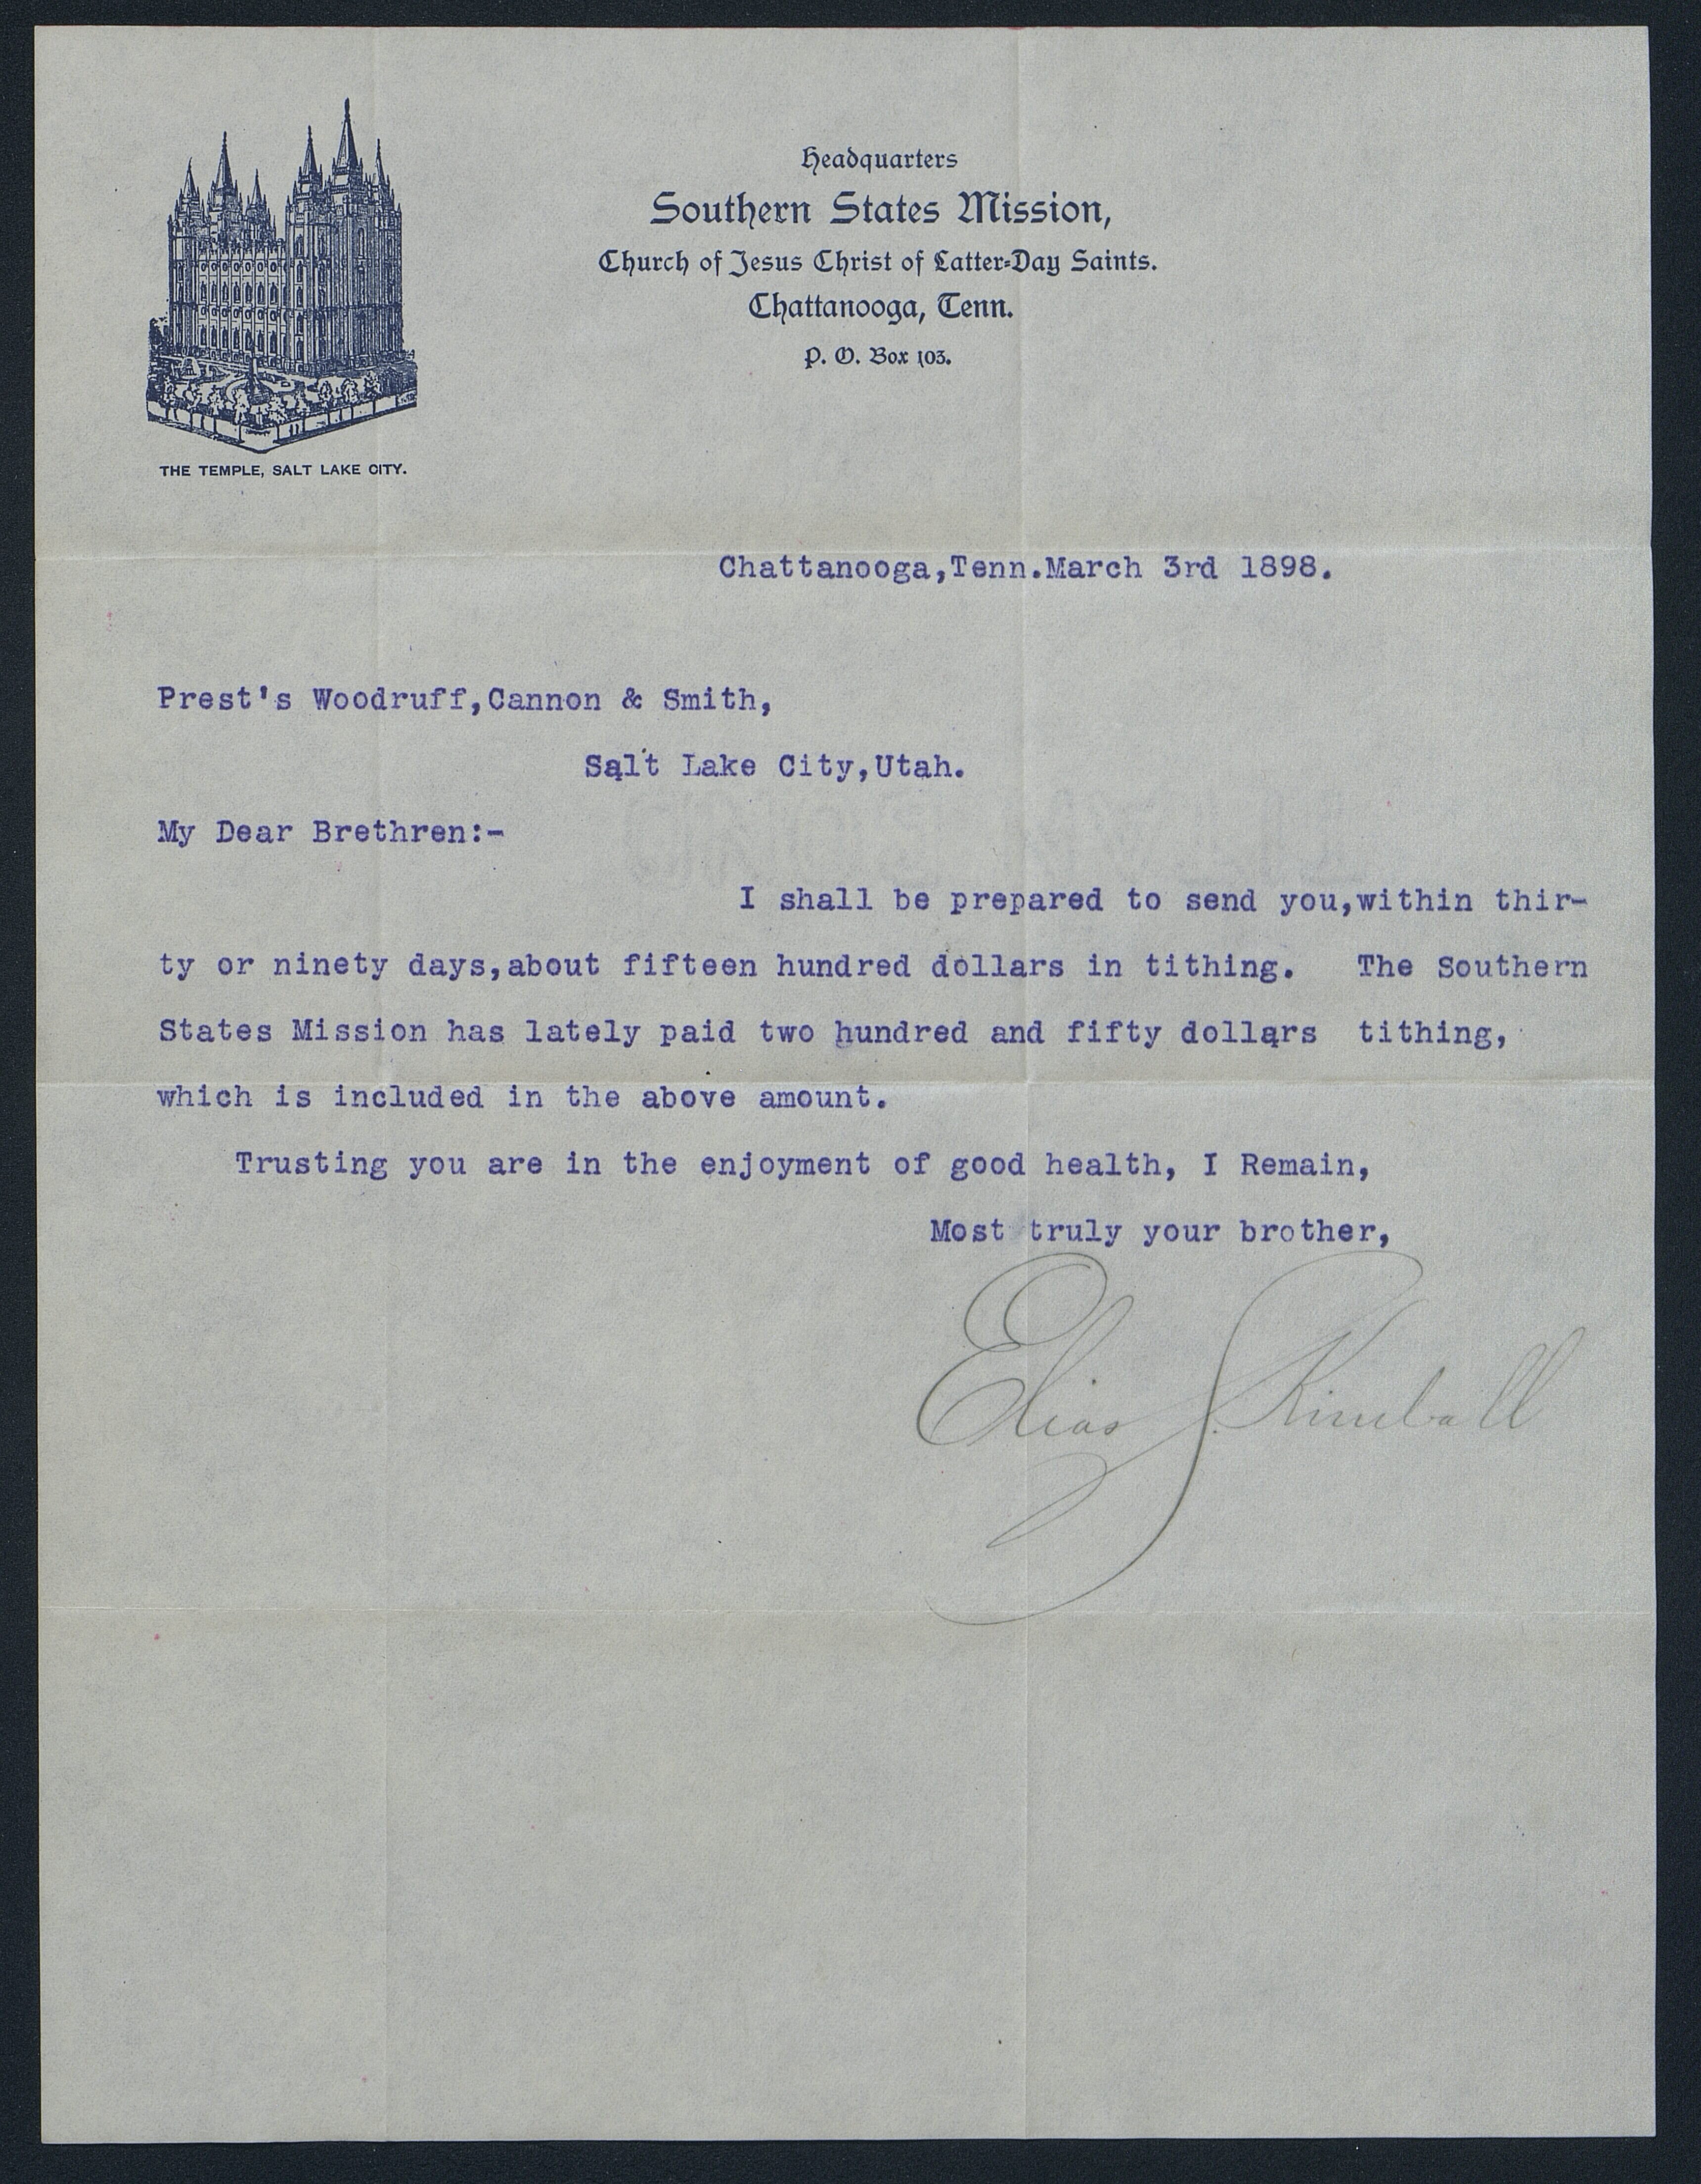 Headquarters
Southern States Mission,
Church of Jesus Christ of Latter-Day Saints.
Chattanooga, Tenn.
P. O. Box 103.
THE TEMPLE, SALT LAKE CITY.
Chattanooga,Tenn.March 3rd 1898.
Prest's Woodruff,Cannon & Smith,
Salt Lake City,Utah.
My Dear Brethren:-
I shall be prepared to send you,within thir-
ty or ninety days,about fifteen hundred dollars in tithing. The Southern
States Mission has lately paid two hundred and fifty dollars tithing,
which is included in the above amount.
Trusting you are in the enjoyment of good health, I Remain,
Most truly your brother,
Elias S. Kimball